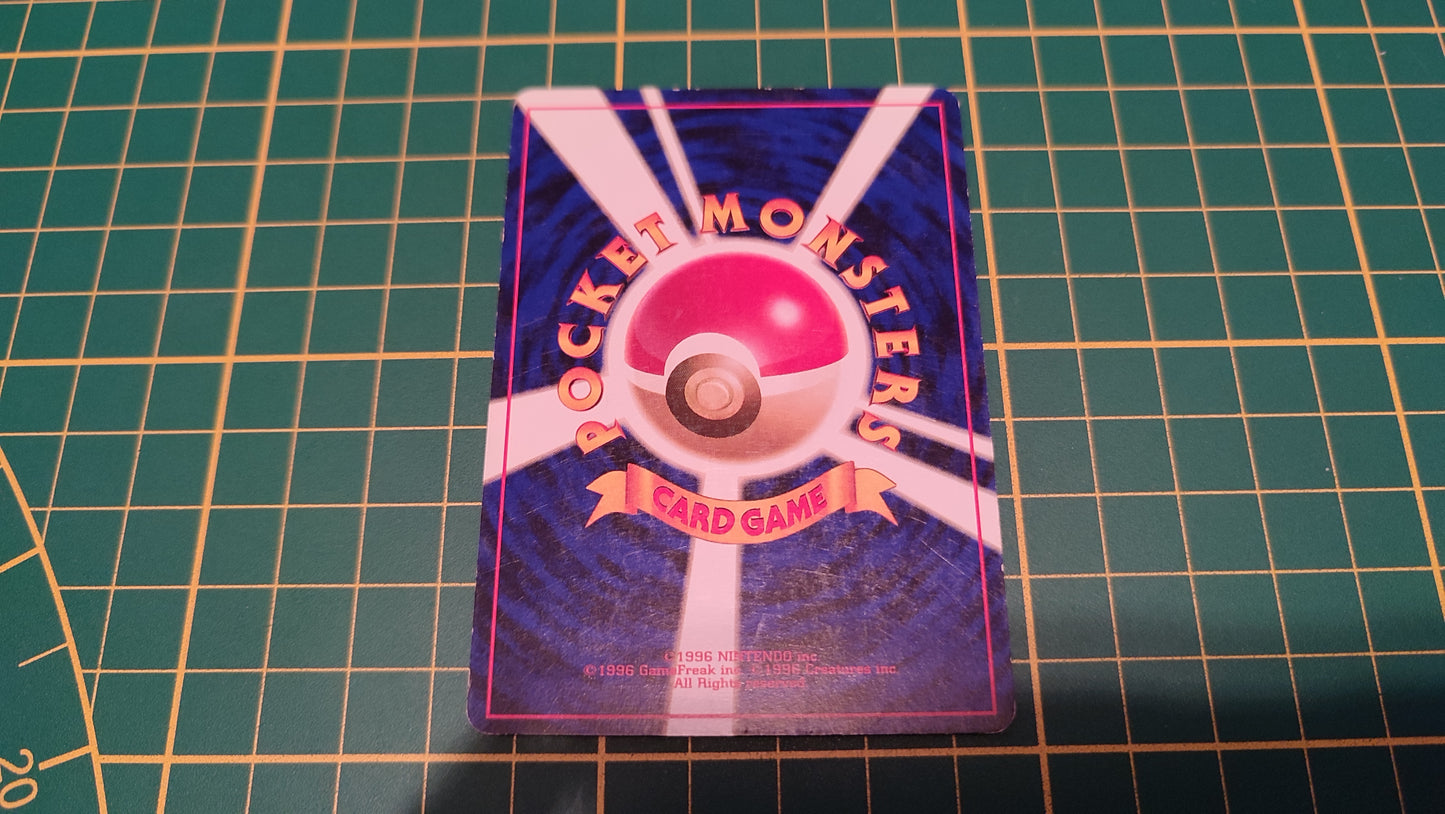 POCKET MONSTERS
CARD GAME
©1996 NINTENDO inc.
©1996 GameFreak inc. ©1996 Creatures inc.
All Rights reserved
20